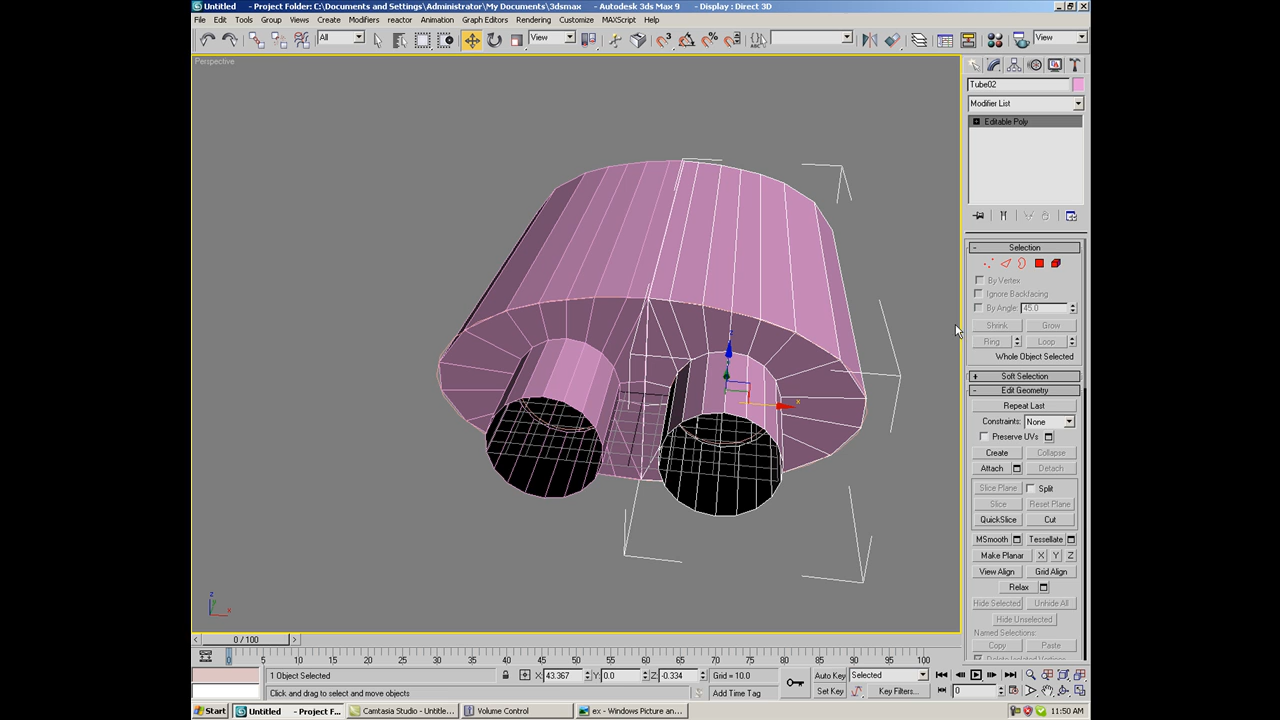 Untitled - Project Folder: C:\Documents and Settings\Administrator\My Documents\3dsmax - Autodesk 3ds Max 9 - Display : Direct 3D
File Edit Tools Group Views Create Modifiers reactor Animation Graph Editors Rendering Customize MAXScript Help
All View View
Perspective
Tube02
Modifier List
Editable Poly
Selection
By Vertex
Ignore Backfacing
By Angle: 45.0
Shrink Grow
Ring Loop
Whole Object Selected
Soft Selection
Edit Geometry
Repeat Last
Constraints: None
Preserve UVs
Create Collapse
Attach Detach
Slice Plane Split
Slice Reset Plane
QuickSlice Cut
MSmooth Tessellate
Make Planar X Y Z
View Align Grid Align
Relax
Hide Selected Unhide All
Hide Unselected
Named Selections:
Copy Paste
Delete Isolated Vertices
z
x
z
y
x
0 / 100
0 5 10 15 20 25 30 35 40 45 50 55 60 65 70 75 80 85 90 95 100
1 Object Selected X: 43.367 Y: 0.0 Z: -0.334 Grid = 10.0 Auto Key Selected
Click and drag to select and move objects Add Time Tag Set Key Key Filters... 0
Start Untitled - Project F... Camtasia Studio - Untitle... Volume Control ex - Windows Picture an... 11:50 AM